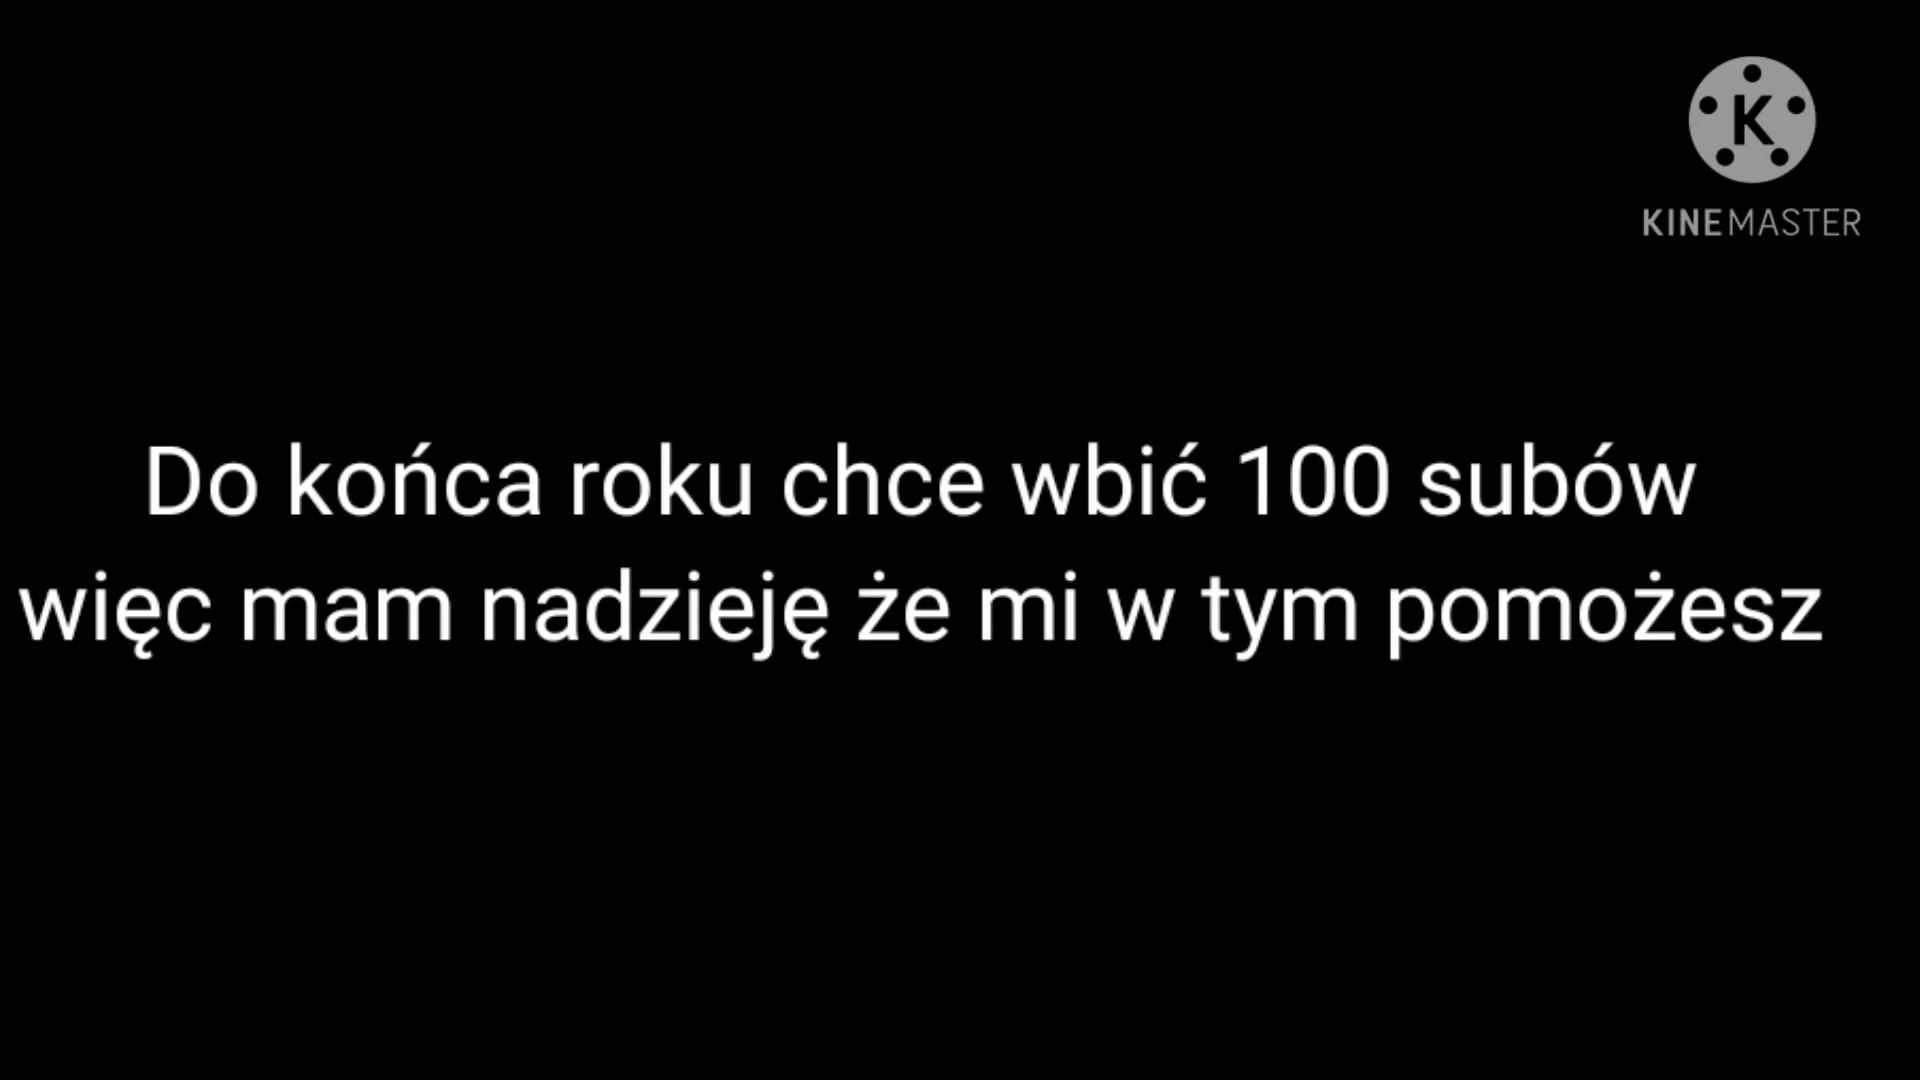 K
KINEMASTER
Do końca roku chce wbić 100 subów
więc mam nadzieję że mi w tym pomożesz